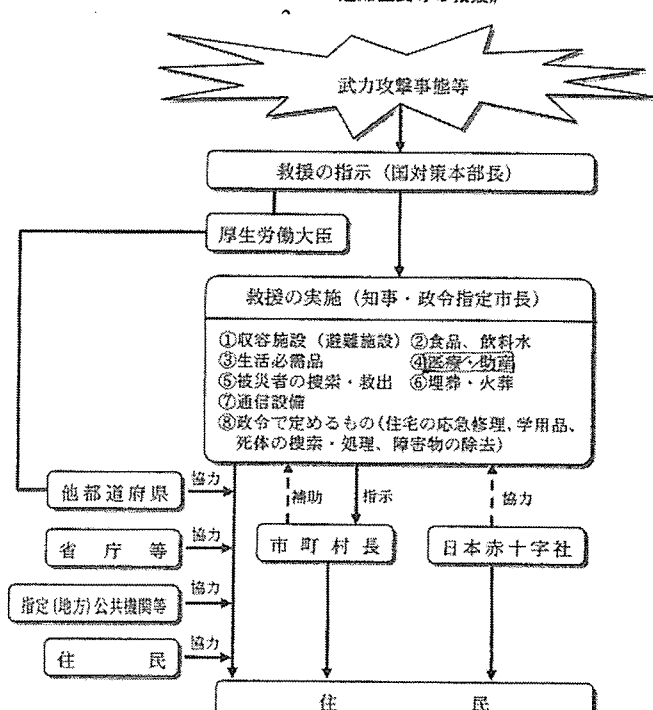 武力攻撃事態等
救援の指示（国対策本部長）
厚生労働大臣
救援の実施（知事・政令指定市長）
①収容施設（避難施設）②食品、飲料水
③生活必需品　④医療・助産
⑤被災者の捜索・救出　⑥埋葬・火葬
⑦通信設備
⑧政令で定めるもの（住宅の応急修理、学用品、
死体の捜索・処理、障害物の除去）
他都道府県
協力
補助
指示
協力
省庁等
協力
市町村長
日本赤十字社
指定（地方）公共機関等
協力
住民
協力
住民